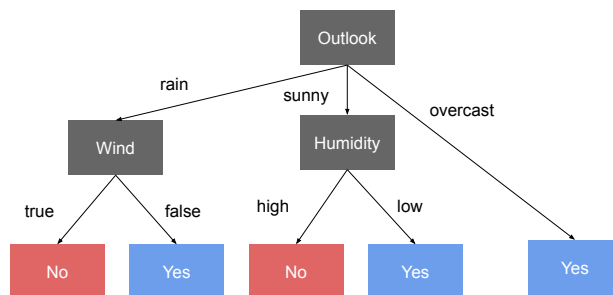 Outlook
rain
sunny
overcast
Wind
Humidity
true
false
high
low
No
Yes
No
Yes
Yes